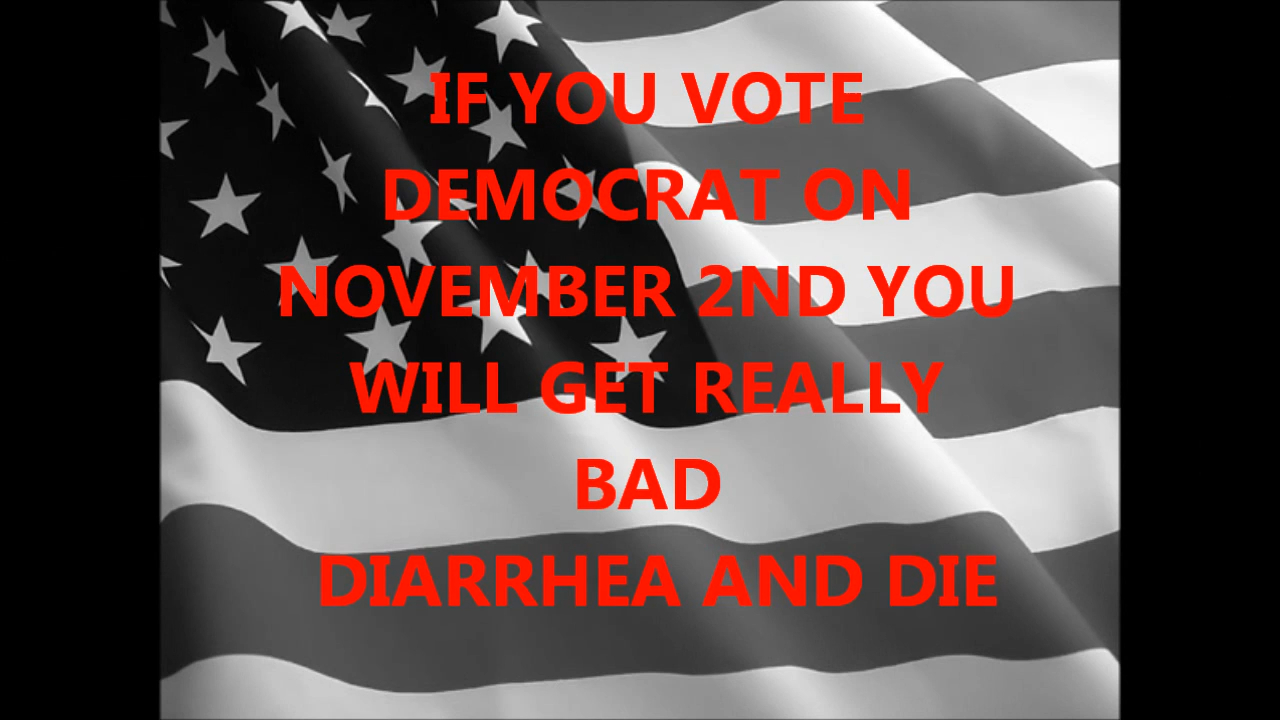 IF YOU VOTE
DEMOCRAT ON
NOVEMBER 2ND YOU
WILL GET REALLY
BAD
DIARRHEA AND DIE